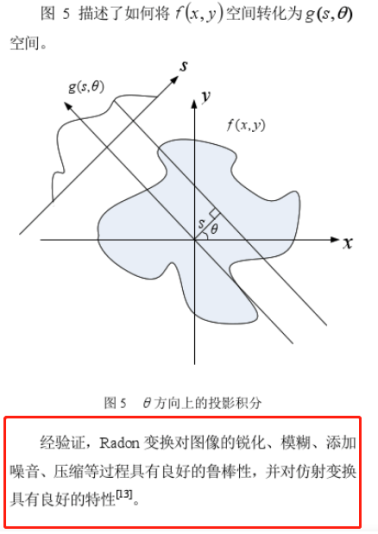 图 5 描述了如何将 f(x,y)空间转化为g(s,θ)
空间。
s
g(s,θ)
y
f(x,y)
s
θ
x
图 5 θ方向上的投影积分
经验证，Radon 变换对图像的锐化、模糊、添加
噪音、压缩等过程具有良好的鲁棒性，并对仿射变换
具有良好的特性[13]。